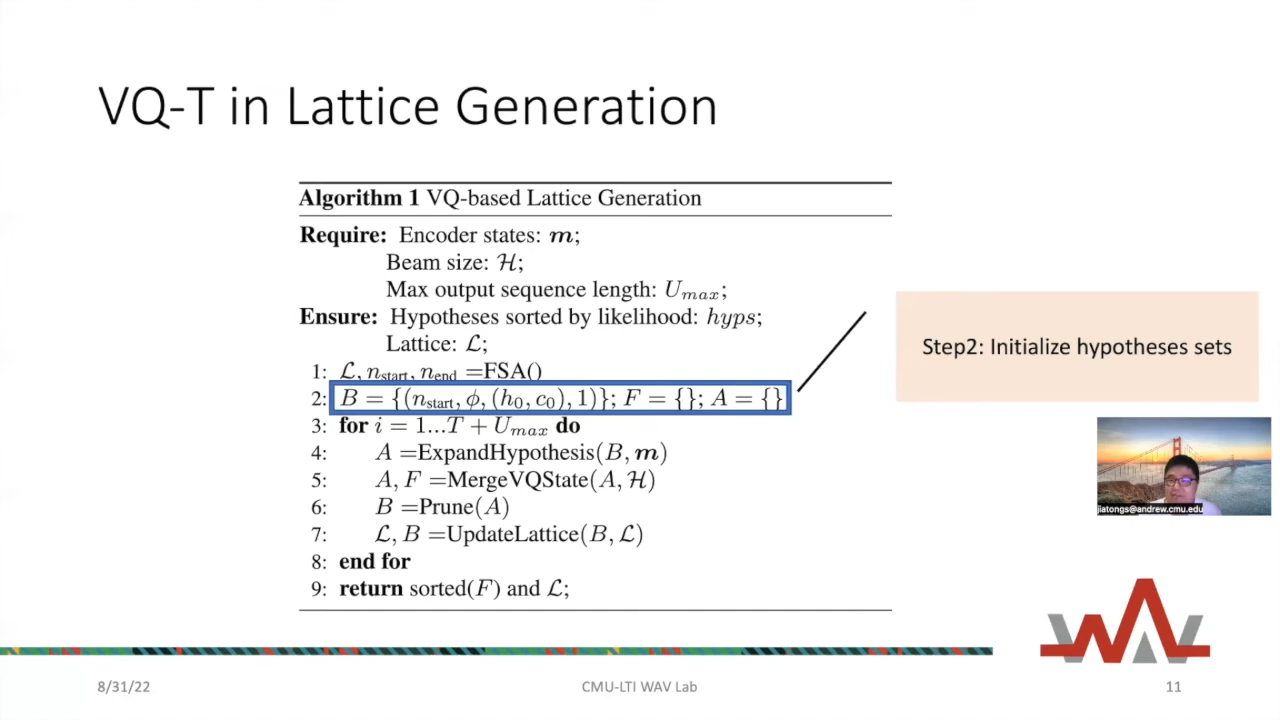 VQ-T in Lattice Generation
Algorithm 1 VQ-based Lattice Generation
Require: Encoder states: m;
Beam size: ℋ;
Max output sequence length: U_max;
Ensure: Hypotheses sorted by likelihood: hyps;
Lattice: ℒ;
1: ℒ, n_start, n_end =FSA()
2: B = {(n_start, ϕ, (h_0, c_0), 1)}; F = {}; A = {}
3: for i = 1...T + U_max do
4: A =ExpandHypothesis(B, m)
5: A, F =MergeVQState(A, ℋ)
6: B =Prune(A)
7: ℒ, B =UpdateLattice(B, ℒ)
8: end for
9: return sorted(F) and ℒ;
Step2: Initialize hypotheses sets
jiatongs@andrew.cmu.edu
WAV
8/31/22
CMU-LTI WAV Lab
11